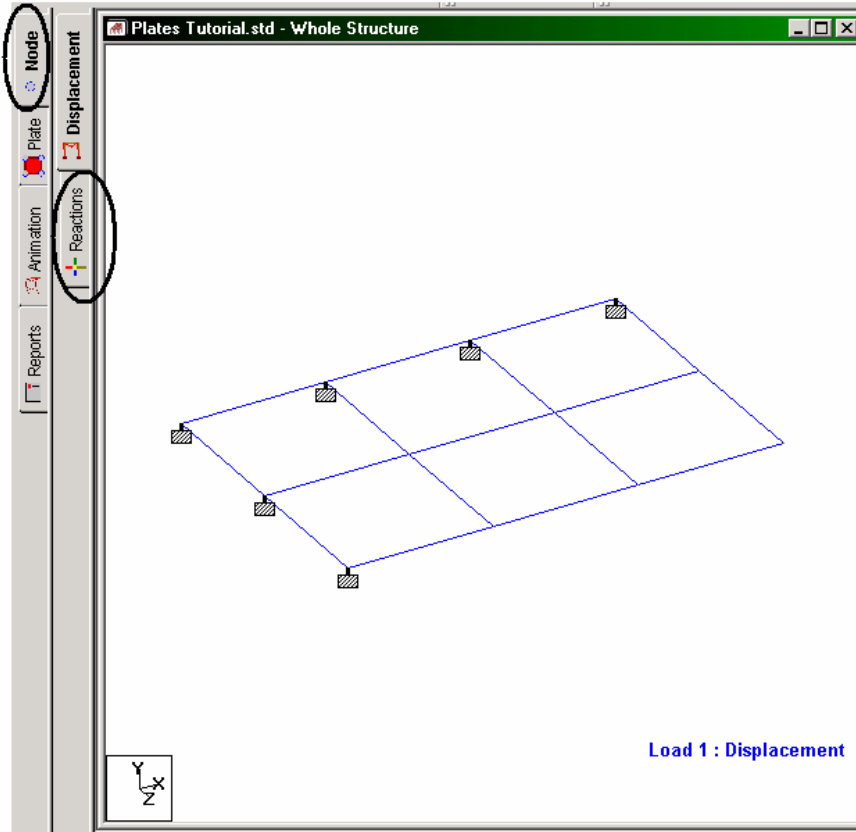 Plates Tutorial.std - Whole Structure
Node
Plate
Animation
Reports
Displacement
Reactions
Load 1 : Displacement
Y
X
Z